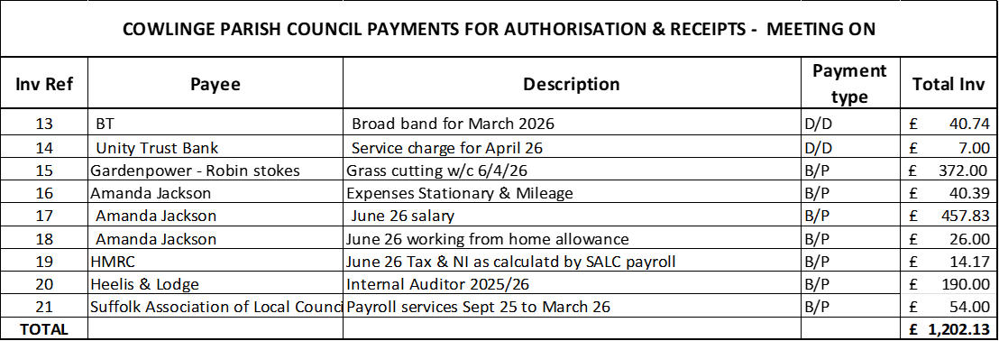 COWLINGE PARISH COUNCIL PAYMENTS FOR AUTHORISATION & RECEIPTS - MEETING ON
Inv Ref Payee Description Payment type Total Inv
13 BT Broad band for March 2026 D/D £ 40.74
14 Unity Trust Bank Service charge for April 26 D/D £ 7.00
15 Gardenpower - Robin stokes Grass cutting w/c 6/4/26 B/P £ 372.00
16 Amanda Jackson Expenses Stationary & Mileage B/P £ 40.39
17 Amanda Jackson June 26 salary B/P £ 457.83
18 Amanda Jackson June 26 working from home allowance B/P £ 26.00
19 HMRC June 26 Tax & NI as calculatd by SALC payroll B/P £ 14.17
20 Heelis & Lodge Internal Auditor 2025/26 B/P £ 190.00
21 Suffolk Association of Local Counci Payroll services Sept 25 to March 26 B/P £ 54.00
TOTAL £ 1,202.13